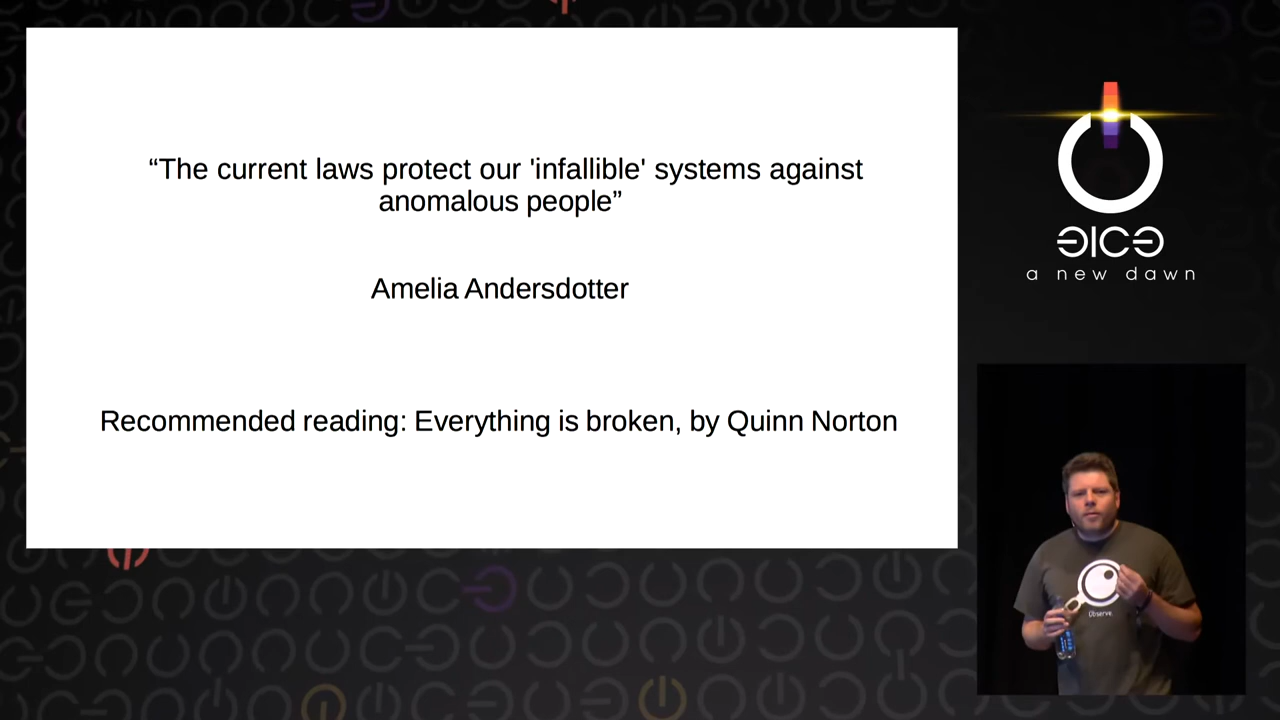 “The current laws protect our 'infallible' systems against
anomalous people”
Amelia Andersdotter
Recommended reading: Everything is broken, by Quinn Norton
31C3
a new dawn
Observe.